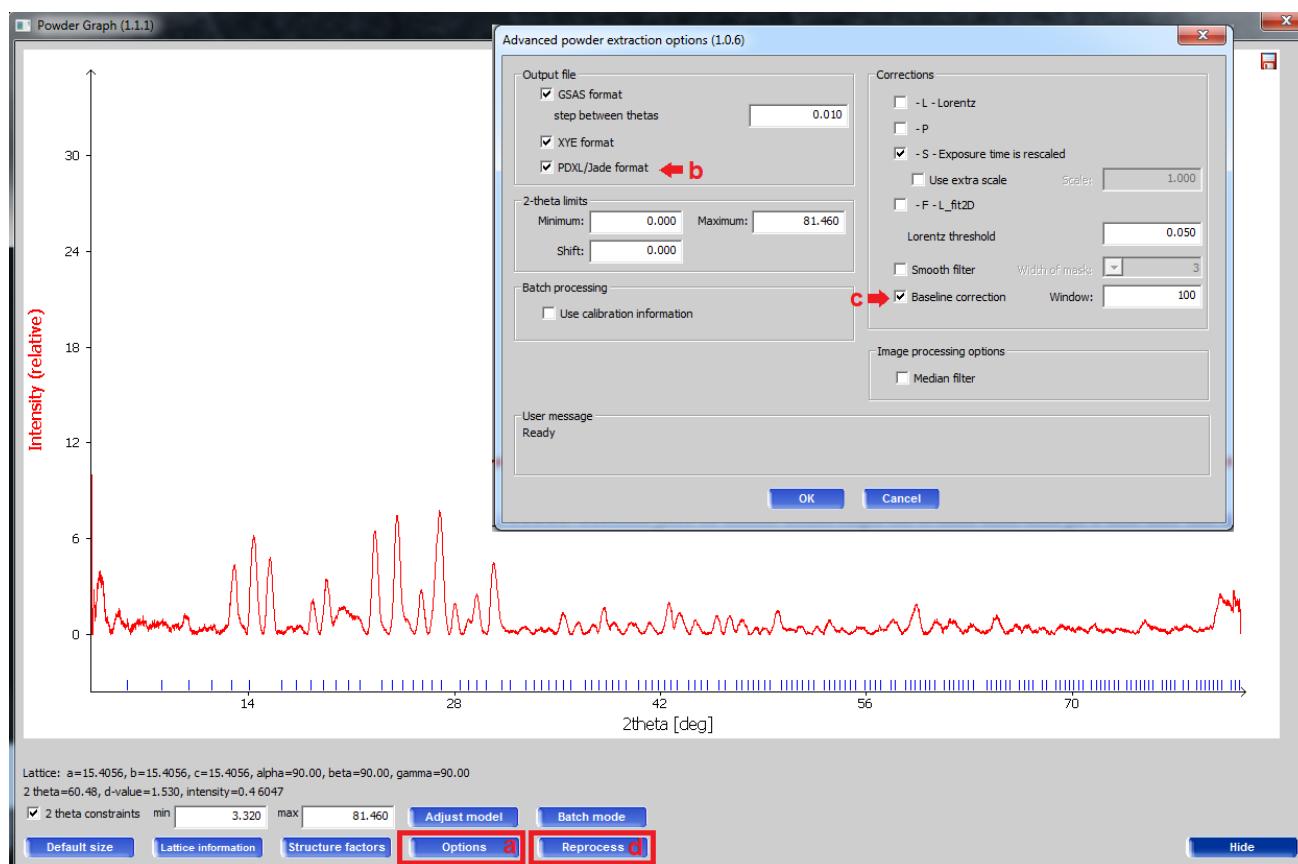 Powder Graph (1.1.1)
Advanced powder extraction options (1.0.6)
Output file
GSAS format
step between thetas 0.010
XYE format
PDXL/Jade format b
2-theta limits
Minimum: 0.000 Maximum: 81.460
Shift: 0.000
Batch processing
Use calibration information
Corrections
- L - Lorentz
- P
- S - Exposure time is rescaled
Use extra scale Scale: 1.000
- F - L_fit2D
Lorentz threshold 0.050
Smooth filter Width of mask: 3
c Baseline correction Window: 100
Image processing options
Median filter
User message
Ready
OK Cancel
Intensity (relative)
30
24
18
12
6
0
14 28 42 56 70
2theta [deg]
Lattice: a=15.4056, b=15.4056, c=15.4056, alpha=90.00, beta=90.00, gamma=90.00
2 theta=60.48, d-value=1.530, intensity=0.4 6047
2 theta constraints min 3.320 max 81.460 Adjust model Batch mode
Default size Lattice information Structure factors Options a Reprocess d Hide